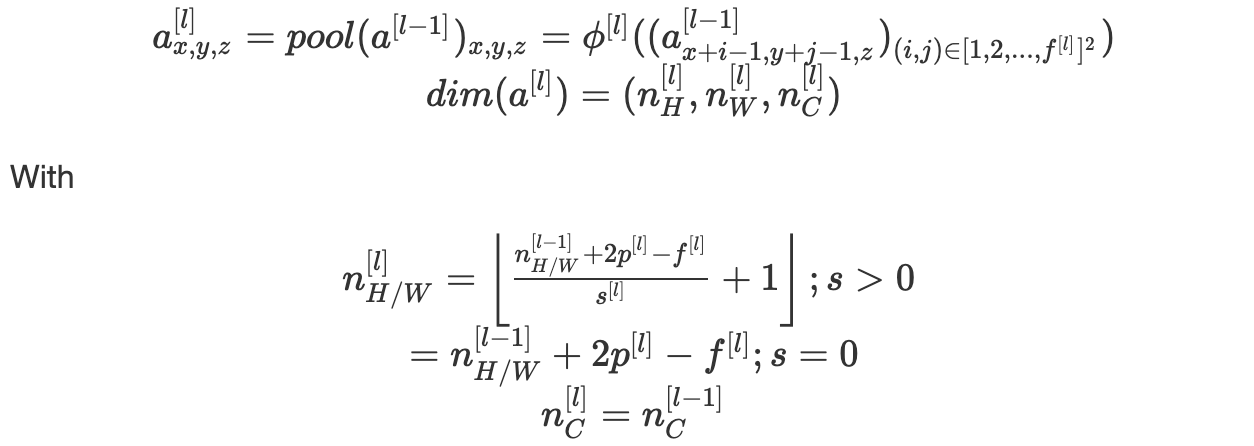 $a^{[l]}_{x,y,z} = pool(a^{[l-1]})_{x,y,z} = \phi^{[l]}((a^{[l-1]}_{x+i-1,y+j-1,z})_{(i,j)\in[1,2,...,f^{[l]}]^2})$
$dim(a^{[l]}) = (n^{[l]}_H, n^{[l]}_W, n^{[l]}_C)$
With
$n^{[l]}_{H/W} = \left\lfloor \frac{n^{[l-1]}_{H/W} + 2p^{[l]} - f^{[l]}}{s^{[l]}} + 1 \right\rfloor ; s > 0$
$= n^{[l-1]}_{H/W} + 2p^{[l]} - f^{[l]} ; s = 0$
$n^{[l]}_C = n^{[l-1]}_C$